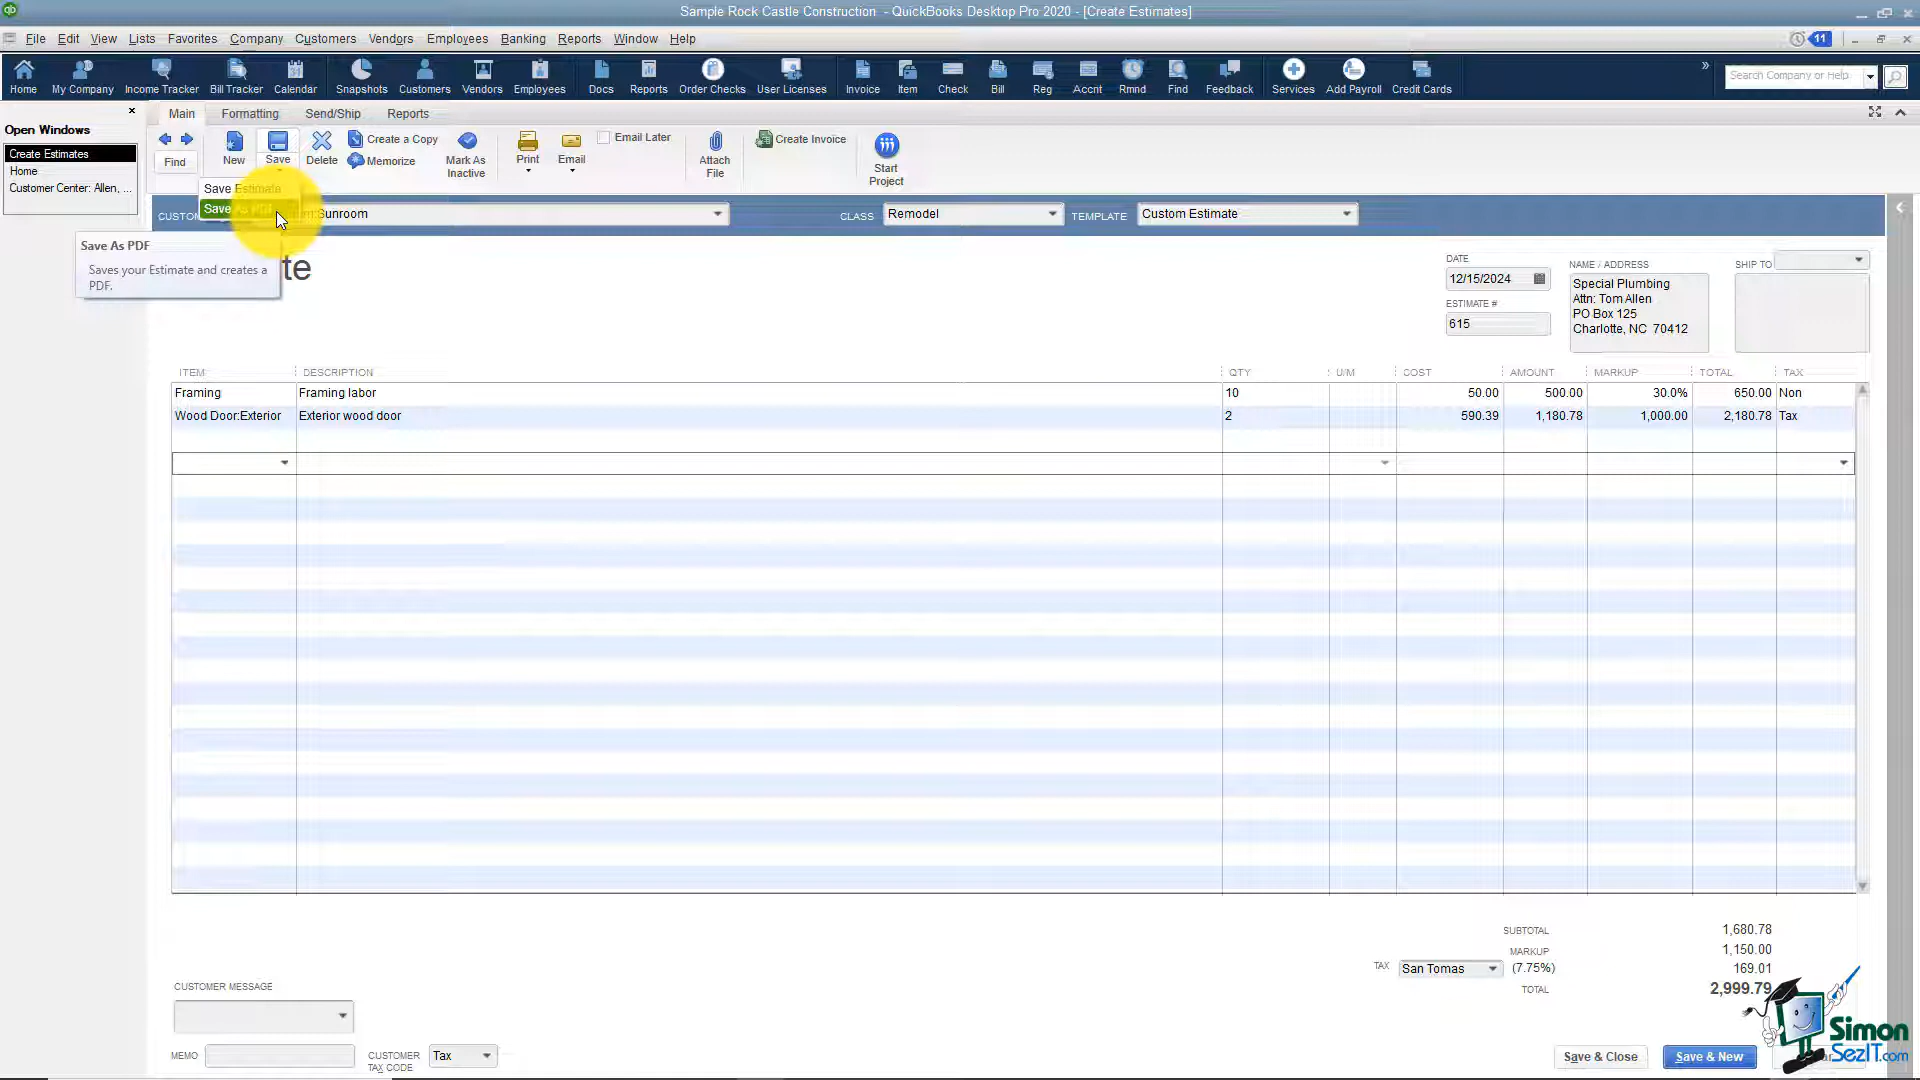 Sample Rock Castle Construction - QuickBooks Desktop Pro 2020 - [Create Estimates]
File Edit View Lists Favorites Company Customers Vendors Employees Banking Reports Window Help 11
Home My Company Income Tracker Bill Tracker Calendar Snapshots Customers Vendors Employees Docs Reports Order Checks User Licenses Invoice Item Check Bill Reg Accnt Rmnd Find Feedback Services Add Payroll Credit Cards
Search Company or Help
Main Formatting Send/Ship Reports
Open Windows
Create Estimates
Home
Customer Center: Allen, ...
Find New Save Delete
Create a Copy
Memorize
Mark As
Inactive
Print Email
Email Later
Attach
File
Create Invoice
Start
Project
Save Estimate
Save As PDF
Save As PDF
Saves your Estimate and creates a
PDF.
Sunroom
CLASS Remodel TEMPLATE Custom Estimate
te
DATE
12/15/2024
ESTIMATE #
615
NAME / ADDRESS
Special Plumbing
Attn: Tom Allen
PO Box 125
Charlotte, NC 70412
SHIP TO
ITEM DESCRIPTION QTY U/M COST AMOUNT MARKUP TOTAL TAX
Framing Framing labor 10 50.00 500.00 30.0% 650.00 Non
Wood Door:Exterior Exterior wood door 2 590.39 1,180.78 1,000.00 2,180.78 Tax
SUBTOTAL 1,680.78
MARKUP 1,150.00
TAX San Tomas (7.75%) 169.01
TOTAL 2,999.79
CUSTOMER MESSAGE
MEMO
CUSTOMER
TAX CODE
Tax
Save & Close Save & New
Simon
SezIT.com